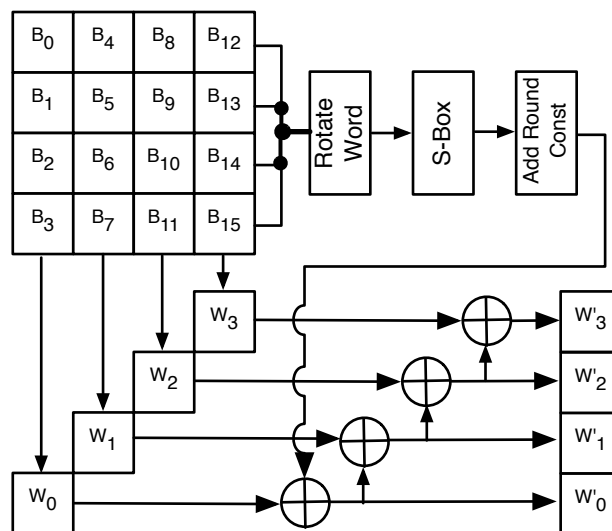 B0 B4 B8 B12
B1 B5 B9 B13
B2 B6 B10 B14
B3 B7 B11 B15
Rotate
Word
S-Box
Add Round
Const
W3
W2
W1
W0
W'3
W'2
W'1
W'0